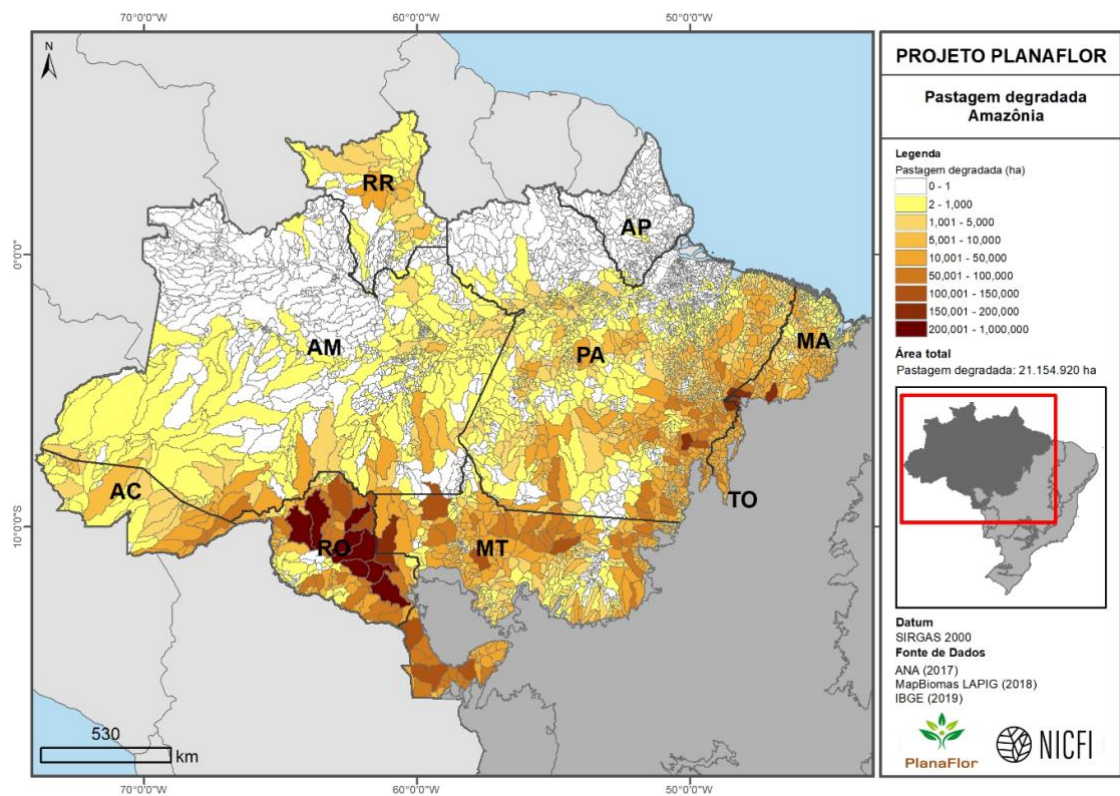 70°0'0"W
60°0'0"W
50°0'0"W
N
RR
AP
0°0'0"
AM
PA
MA
AC
TO
10°0'0"S
RO
MT
530
km
70°0'0"W
60°0'0"W
50°0'0"W
PROJETO PLANAFLOR
Pastagem degradada
Amazônia
Legenda
Pastagem degradada (ha)
0 - 1
2 - 1,000
1,001 - 5,000
5,001 - 10,000
10,001 - 50,000
50,001 - 100,000
100,001 - 150,000
150,001 - 200,000
200,001 - 1,000,000
Área total
Pastagem degradada: 21.154.920 ha
Datum
SIRGAS 2000
Fonte de Dados
ANA (2017)
MapBiomas LAPIG (2018)
IBGE (2019)
PlanaFlor
NICFI